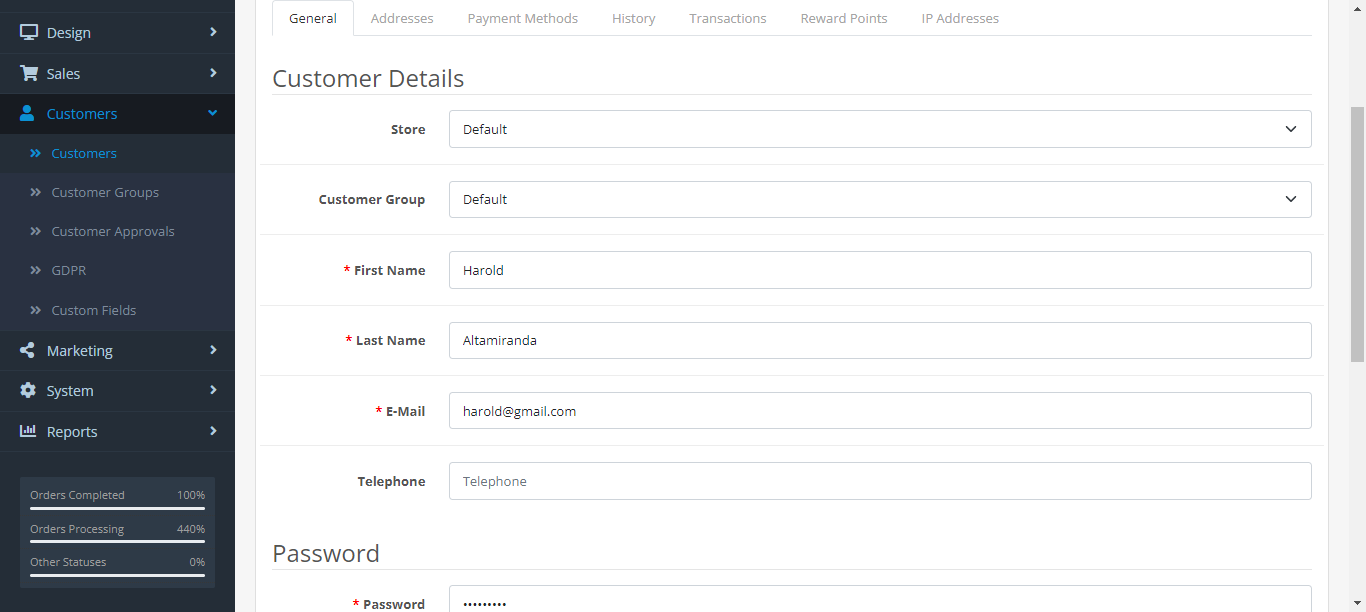 Design
Sales
Customers
Customers
Customer Groups
Customer Approvals
GDPR
Custom Fields
Marketing
System
Reports
Orders Completed 100%
Orders Processing 440%
Other Statuses 0%
General Addresses Payment Methods History Transactions Reward Points IP Addresses
Customer Details
Store Default
Customer Group Default
* First Name Harold
* Last Name Altamiranda
* E-Mail harold@gmail.com
Telephone Telephone
Password
* Password •••••••••